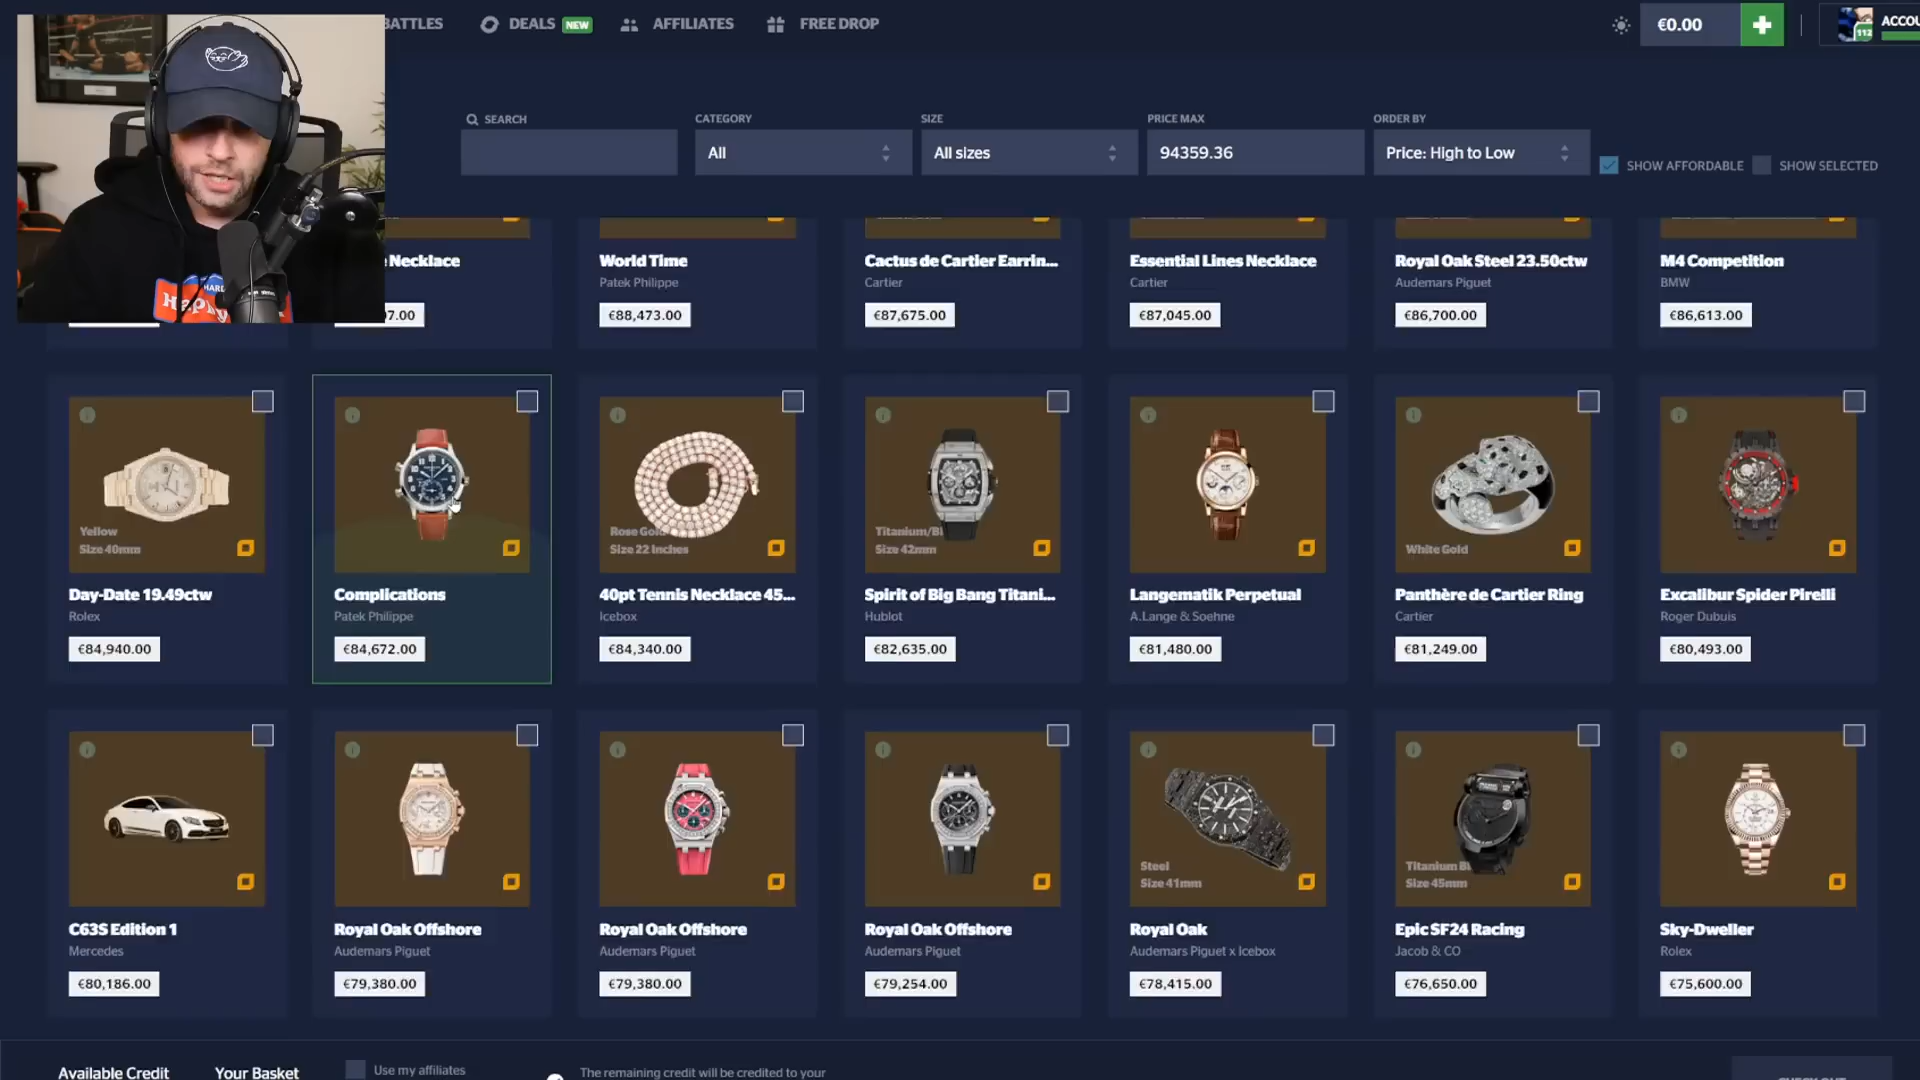 BATTLES
DEALS NEW
AFFILIATES
FREE DROP
€0.00
112
SEARCH
CATEGORY
SIZE
PRICE MAX
ORDER BY
All
All sizes
94359.36
Price: High to Low
SHOW AFFORDABLE
SHOW SELECTED
HARD
Necklace
World Time
Cactus de Cartier Earrin...
Essential Lines Necklace
Royal Oak Steel 23.50ctw
M4 Competition
Patek Philippe
Cartier
Cartier
Audemars Piguet
BMW
7.00
€88,473.00
€87,675.00
€87,045.00
€86,700.00
€86,613.00
Yellow
Size 40mm
Rose Gold
Size 22 Inches
Titanium/Bl
Size 42mm
White Gold
Day-Date 19.49ctw
Complications
40pt Tennis Necklace 45...
Spirit of Big Bang Titani...
Langematik Perpetual
Panthère de Cartier Ring
Excalibur Spider Pirelli
Rolex
Patek Philippe
Icebox
Hublot
A.Lange & Soehne
Cartier
Roger Dubuis
€84,940.00
€84,672.00
€84,340.00
€82,635.00
€81,480.00
€81,249.00
€80,493.00
Steel
Size 41mm
Titanium Bl
Size 45mm
C63S Edition 1
Royal Oak Offshore
Royal Oak Offshore
Royal Oak Offshore
Royal Oak
Epic SF24 Racing
Sky-Dweller
Mercedes
Audemars Piguet
Audemars Piguet
Audemars Piguet
Audemars Piguet x Icebox
Jacob & CO
Rolex
€80,186.00
€79,380.00
€79,380.00
€79,254.00
€78,415.00
€76,650.00
€75,600.00
Available Credit
Your Basket
Use my affiliates
The remaining credit will be credited to your